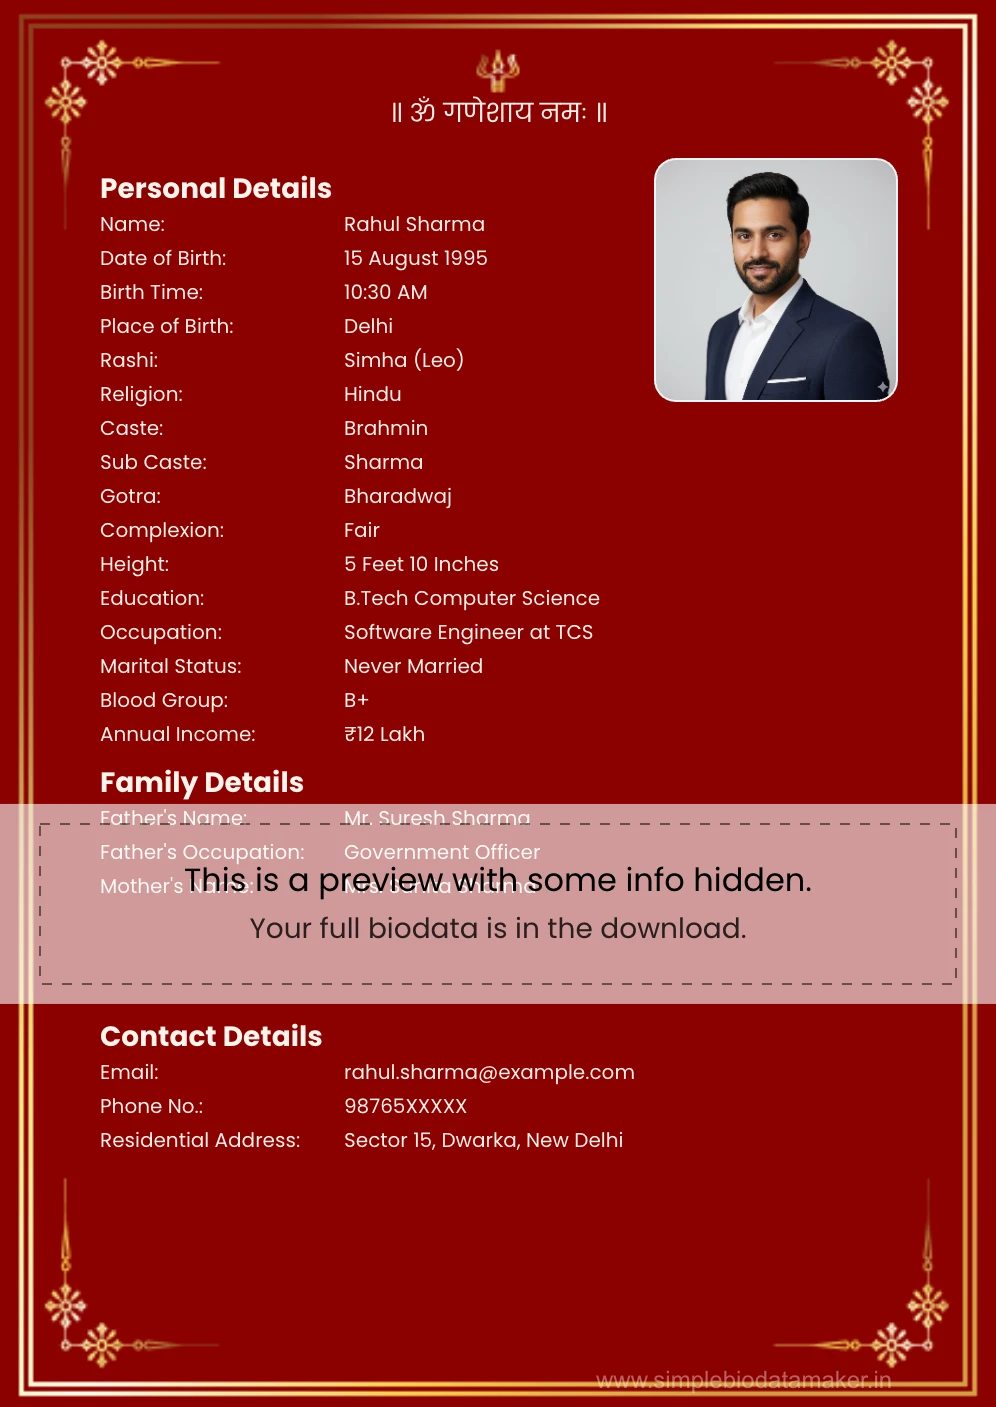 ॥ ॐ गणेशाय नमः ॥
Personal Details
Name: Rahul Sharma
Date of Birth: 15 August 1995
Birth Time: 10:30 AM
Place of Birth: Delhi
Rashi: Simha (Leo)
Religion: Hindu
Caste: Brahmin
Sub Caste: Sharma
Gotra: Bharadwaj
Complexion: Fair
Height: 5 Feet 10 Inches
Education: B.Tech Computer Science
Occupation: Software Engineer at TCS
Marital Status: Never Married
Blood Group: B+
Annual Income: ₹12 Lakh
Family Details
Father's Name: Mr. Suresh Sharma
Father's Occupation: Government Officer
Mother's Name: Mrs. Sharma
This is a preview with some info hidden.
Your full biodata is in the download.
Contact Details
Email: rahul.sharma@example.com
Phone No.: 98765XXXXX
Residential Address: Sector 15, Dwarka, New Delhi
www.simplebiodatamaker.in